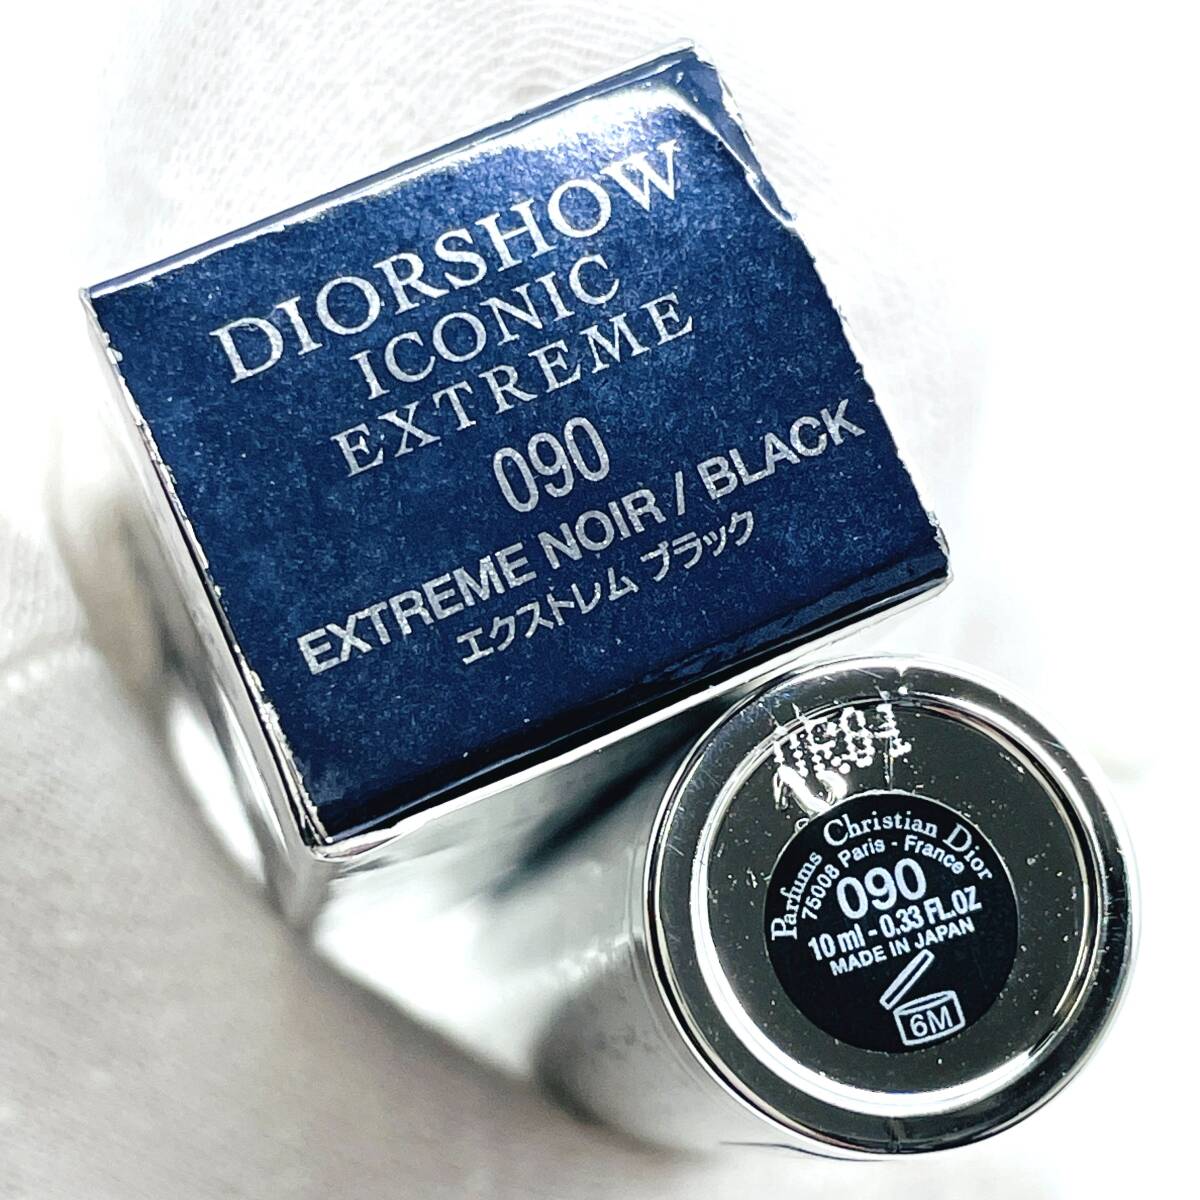 DIORSHOW
ICONIC
EXTREME
090
EXTREME NOIR / BLACK
エクストレム ブラック
Parfums Christian Dior
75008 Paris - France
090
10 ml - 0.33 FL.OZ
MADE IN JAPAN
6M